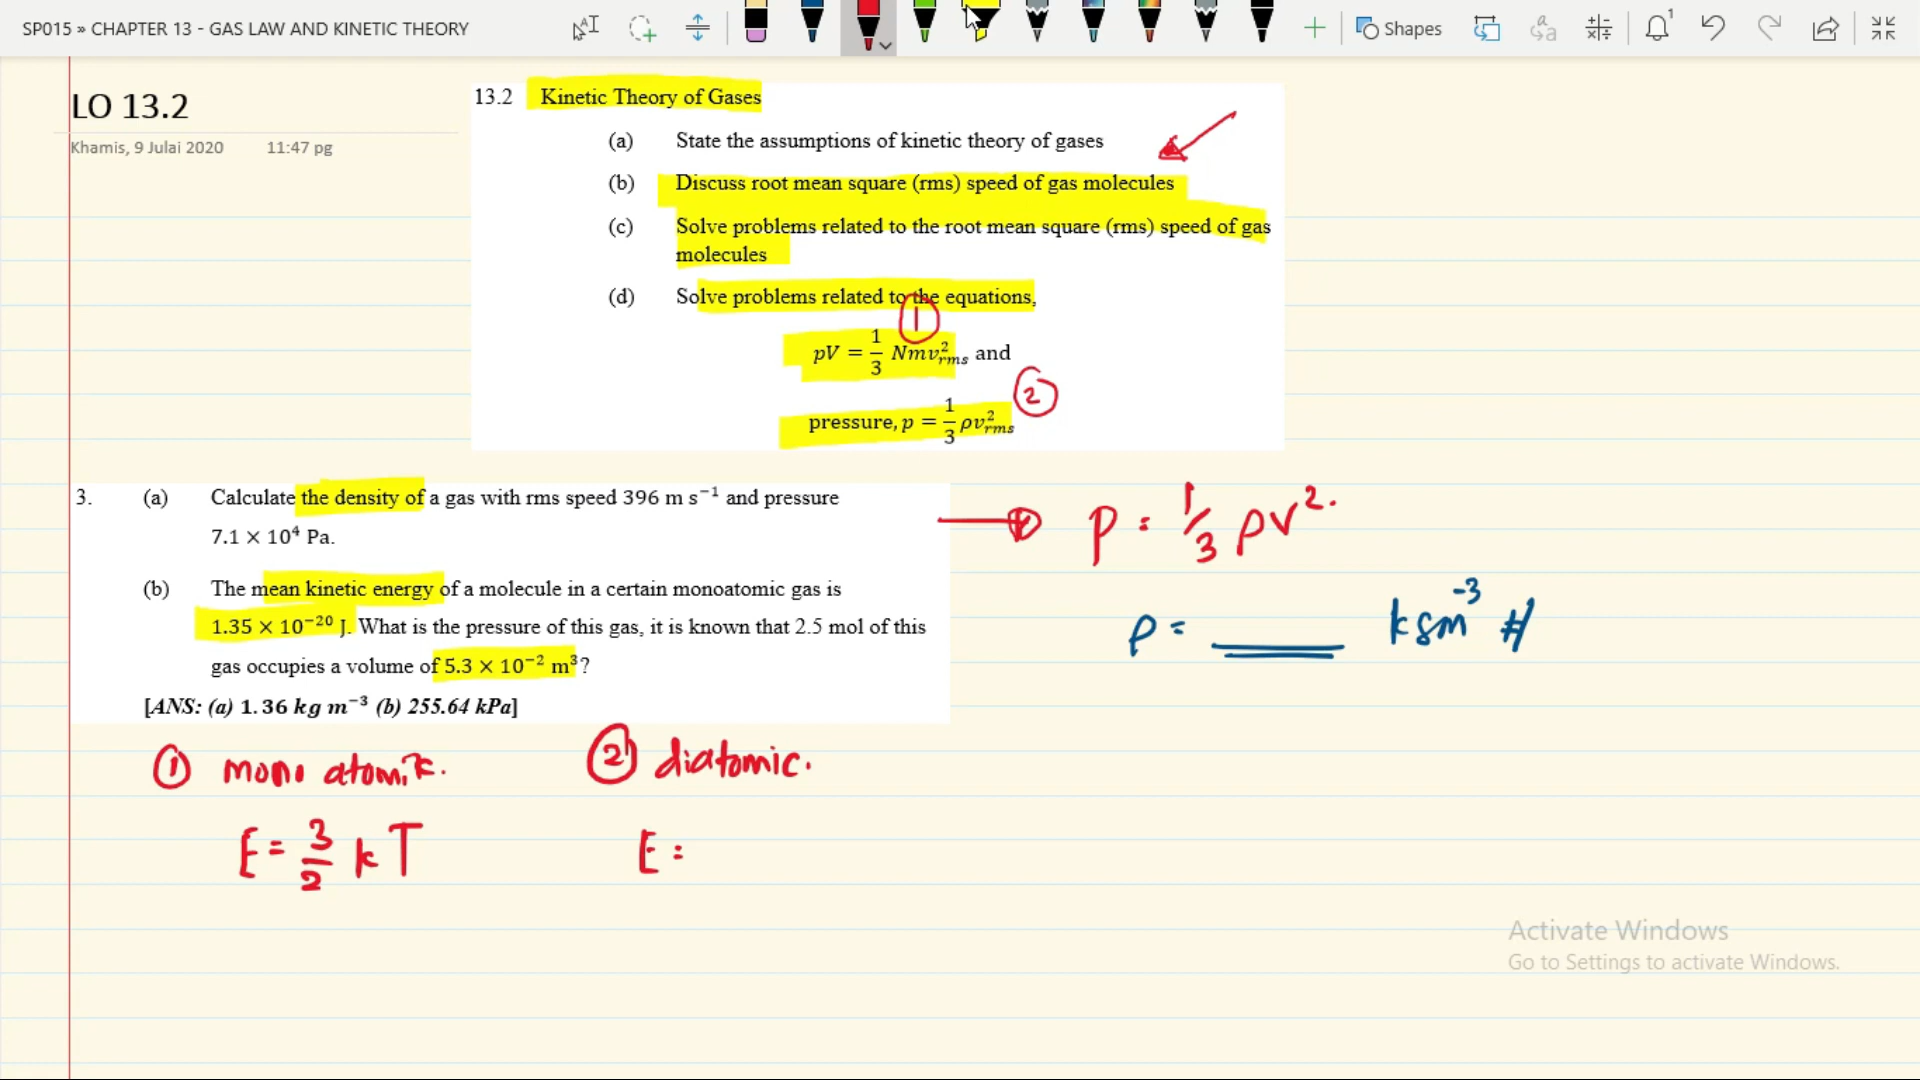 SP015 » CHAPTER 13 - GAS LAW AND KINETIC THEORY
Shapes
1
LO 13.2
Khamis, 9 Julai 2020 11:47 pg
13.2 Kinetic Theory of Gases
(a) State the assumptions of kinetic theory of gases
(b) Discuss root mean square (rms) speed of gas molecules
(c) Solve problems related to the root mean square (rms) speed of gas
molecules
(d) Solve problems related to the equations,
①
pV = 1/3 Nmv²ᵣₘₛ and
②
pressure, p = 1/3 ρv²ᵣₘₛ
3. (a) Calculate the density of a gas with rms speed 396 m s⁻¹ and pressure
7.1 × 10⁴ Pa.
(b) The mean kinetic energy of a molecule in a certain monoatomic gas is
1.35 × 10⁻²⁰ J. What is the pressure of this gas, it is known that 2.5 mol of this
gas occupies a volume of 5.3 × 10⁻² m³?
[ANS: (a) 1.36 kg m⁻³ (b) 255.64 kPa]
P = 1/3 ρv².
ρ = ____ kgm⁻³ #
① mono atomik.
E = 3/2 k T
② diatomic.
E =
Activate Windows
Go to Settings to activate Windows.